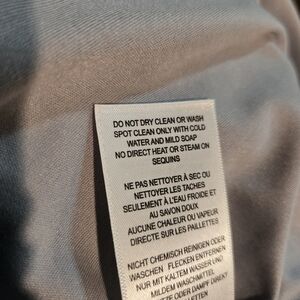 DO NOT DRY CLEAN OR WASH
SPOT CLEAN ONLY WITH COLD
WATER AND MILD SOAP
NO DIRECT HEAT OR STEAM ON
SEQUINS
NE PAS NETTOYER À SEC OU
NETTOYER LES TACHES
SEULEMENT À L'EAU FROIDE ET
AU SAVON DOUX
AUCUNE CHALEUR OU VAPEUR
DIRECTE SUR LES PAILLETTES
NICHT CHEMISCH REINIGEN ODER
WASCHEN FLECKEN ENTFERNEN
NUR MIT KALTEM WASSER UND
MILDEM WASCHMITTEL
ODER DAMPF DIREKT